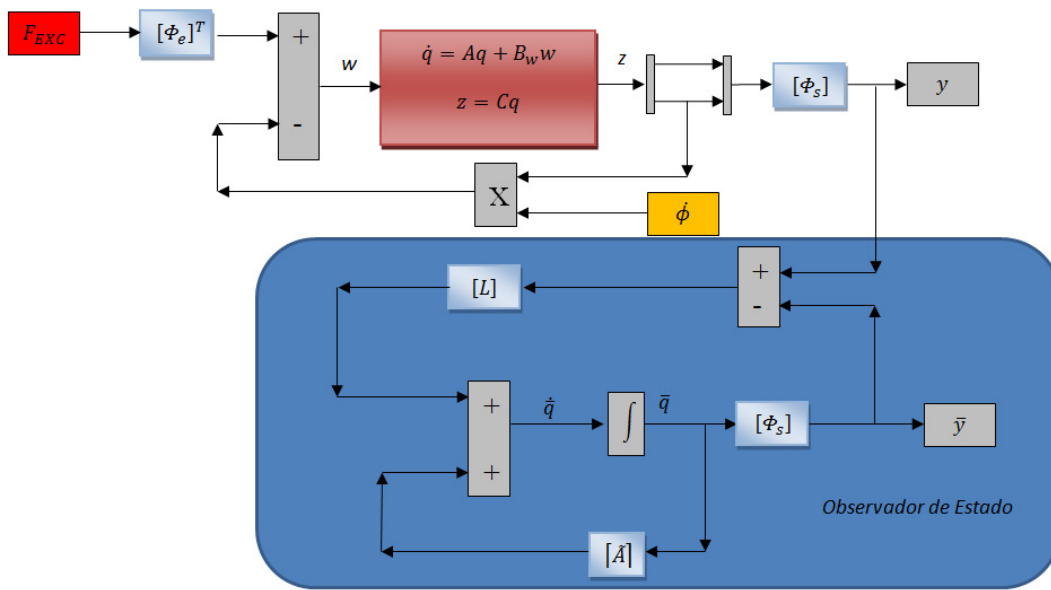 F_EXC
[Φ_e]^T
+
-
w
q̇ = Aq + B_w w
z = Cq
z
[Φ_s]
y
X
ϕ̇
+
-
[L]
+
+
q̄̇
∫
q̄
[Φ_s]
ȳ
⌈Ã⌉
Observador de Estado